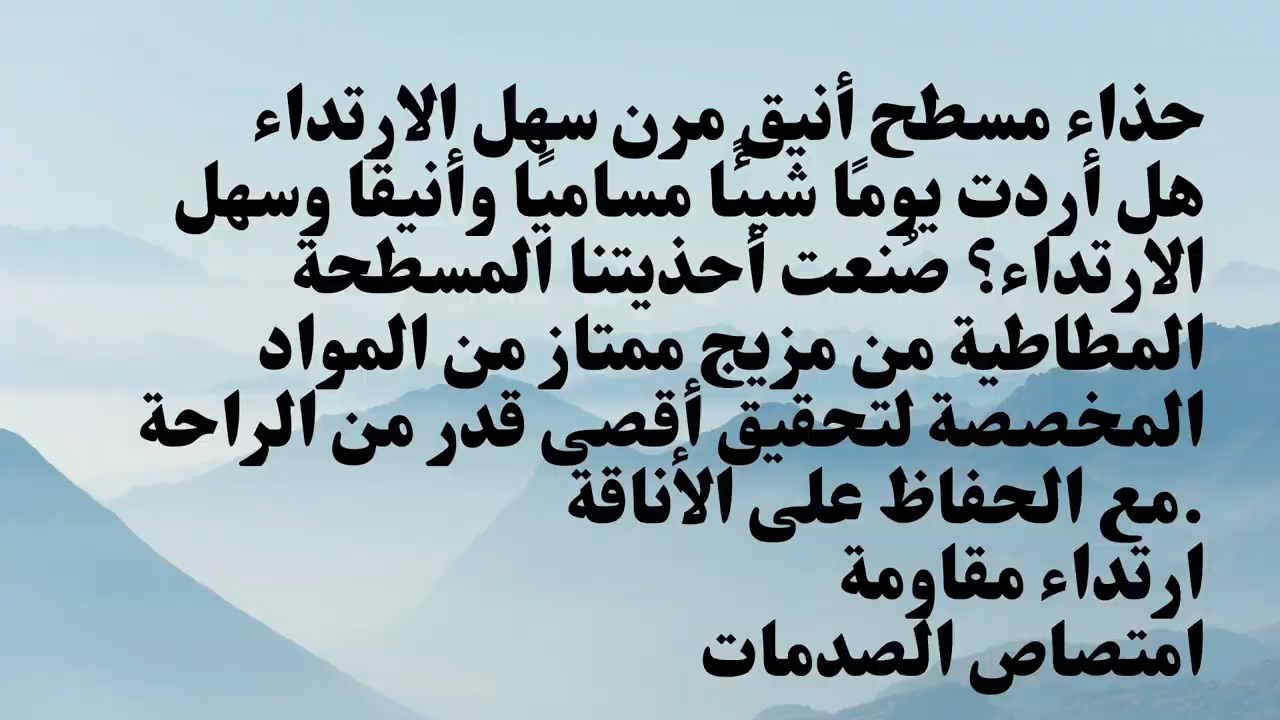 حذاء مسطح أنيق مرن سهل الارتداء
هل أردت يومًا شيئًا مساميًا وأنيقًا وسهل
الارتداء؟ صُنعت أحذيتنا المسطحة
المطاطية من مزيج ممتاز من المواد
المخصصة لتحقيق أقصى قدر من الراحة
.مع الحفاظ على الأناقة
ارتداء مقاومة
امتصاص الصدمات